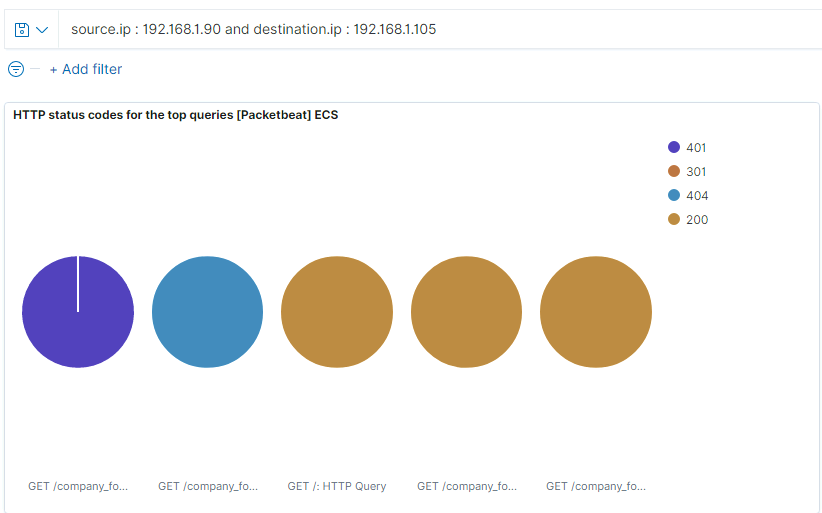 source.ip : 192.168.1.90 and destination.ip : 192.168.1.105
+ Add filter
HTTP status codes for the top queries [Packetbeat] ECS
401
301
404
200
GET /company_fo...
GET /company_fo...
GET /: HTTP Query
GET /company_fo...
GET /company_fo...